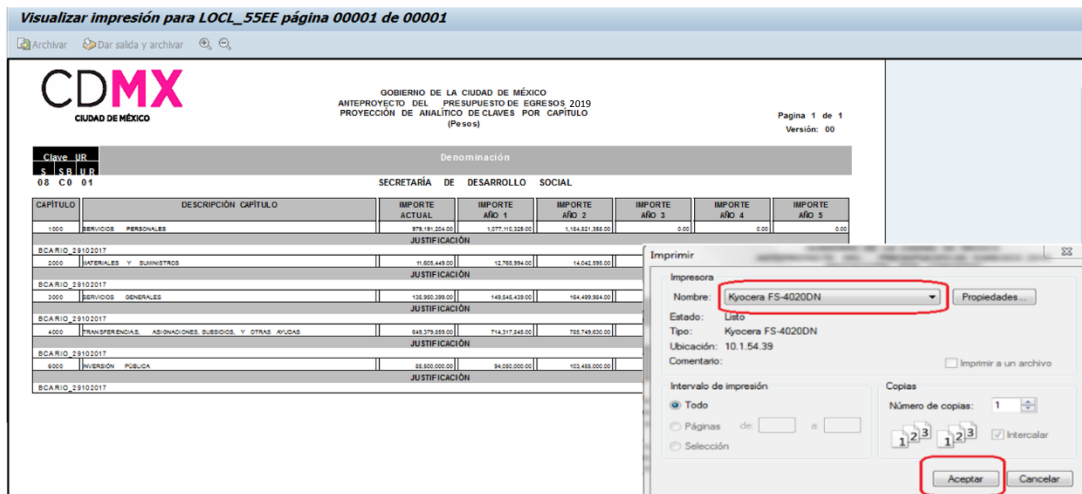 Visualizar impresión para LOCL_55EE página 00001 de 00001
Archivar Dar salida y archivar
CDMX
CIUDAD DE MÉXICO
GOBIERNO DE LA CIUDAD DE MÉXICO
ANTEPROYECTO DEL PRESUPUESTO DE EGRESOS 2019
PROYECCIÓN DE ANALÍTICO DE CLAVES POR CAPÍTULO
(Pesos)
Pagina 1 de 1
Versión: 00
Clave UR Denominación
S SB UR
08 C0 01 SECRETARÍA DE DESARROLLO SOCIAL
CAPÍTULO DESCRIPCIÓN CAPÍTULO IMPORTE ACTUAL IMPORTE AÑO 1 IMPORTE AÑO 2 IMPORTE AÑO 3 IMPORTE AÑO 4 IMPORTE AÑO 5
1000 SERVICIOS PERSONALES 979,191,204.00 1,077,110,325.00 1,184,821,358.00 0.00 0.00 0.00
JUSTIFICACIÓN
BCARIO_29102017
2000 MATERIALES Y SUMINISTROS 11,605,449.00 12,765,994.00 14,042,593.00
JUSTIFICACIÓN
BCARIO_29102017
3000 SERVICIOS GENERALES 135,950,399.00 149,545,439.00 164,499,984.00
JUSTIFICACIÓN
BCARIO_29102017
4000 TRANSFERENCIAS, ASIGNACIONES, SUBSIDIOS, Y OTRAS AYUDAS 649,379,859.00 714,317,845.00 785,749,630.00
JUSTIFICACIÓN
BCARIO_29102017
6000 INVERSIÓN PÚBLICA 85,500,000.00 94,050,000.00 103,455,000.00
JUSTIFICACIÓN
BCARIO_29102017
Imprimir
Impresora
Nombre: Kyocera FS-4020DN Propiedades...
Estado: Listo
Tipo: Kyocera FS-4020DN
Ubicación: 10.1.54.39
Comentario: Imprimir a un archivo
Intervalo de impresión
Todo
Páginas de: a:
Selección
Copias
Número de copias: 1
1 2 3 1 2 3 Intercalar
Aceptar Cancelar